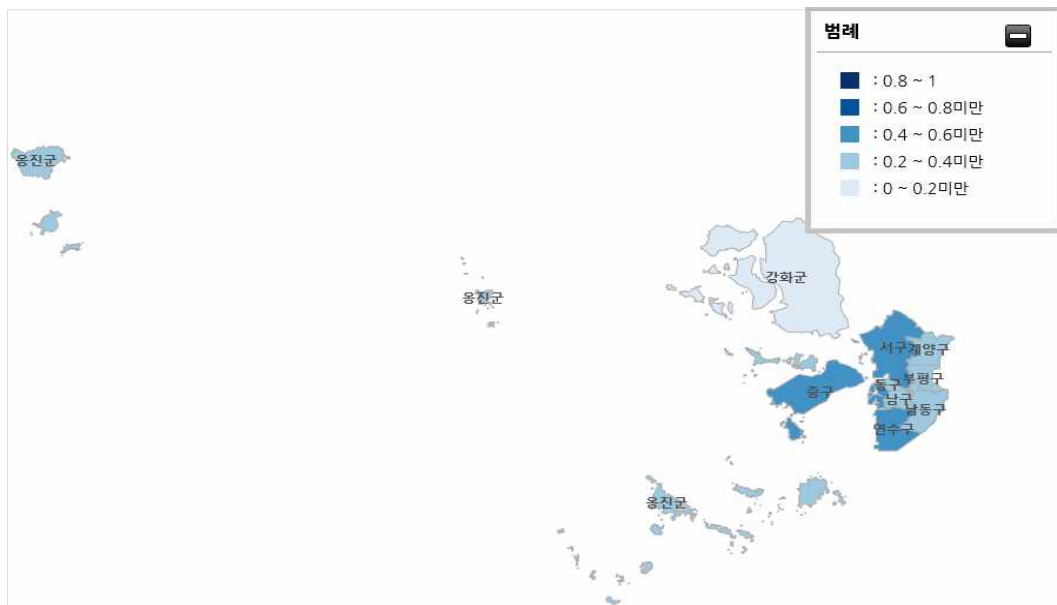 범례
: 0.8 ~ 1
: 0.6 ~ 0.8미만
: 0.4 ~ 0.6미만
: 0.2 ~ 0.4미만
: 0 ~ 0.2미만
옹진군
강화군
옹진군
서구
계양구
부평구
동구
중구
남구
남동구
연수구
옹진군